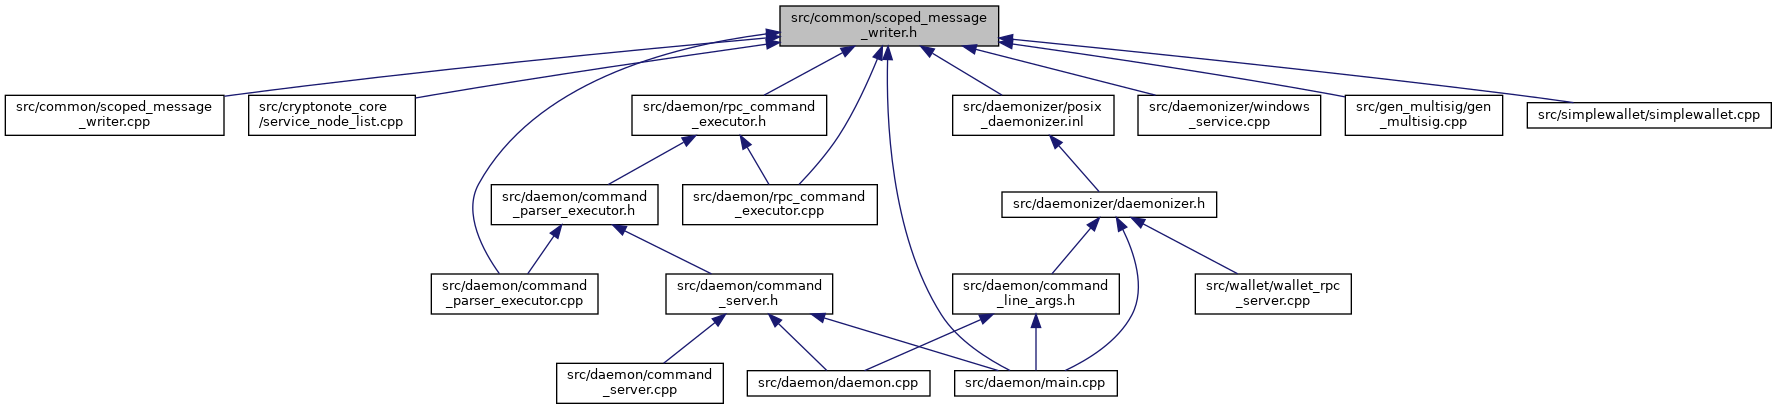 src/common/scoped_message
_writer.h
src/common/scoped_message
_writer.cpp
src/cryptonote_core
/service_node_list.cpp
src/daemon/rpc_command
_executor.h
src/daemonizer/posix
_daemonizer.inl
src/daemonizer/windows
_service.cpp
src/gen_multisig/gen
_multisig.cpp
src/simplewallet/simplewallet.cpp
src/daemon/command
_parser_executor.h
src/daemon/rpc_command
_executor.cpp
src/daemonizer/daemonizer.h
src/daemon/command
_parser_executor.cpp
src/daemon/command
_server.h
src/daemon/command
_line_args.h
src/wallet/wallet_rpc
_server.cpp
src/daemon/command
_server.cpp
src/daemon/daemon.cpp
src/daemon/main.cpp